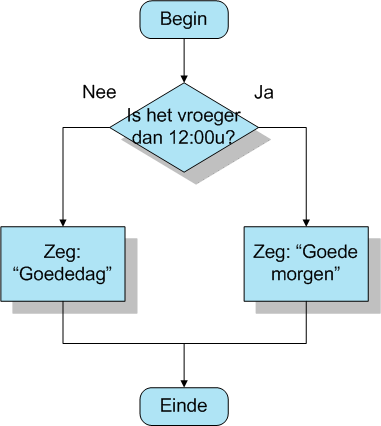 Begin
Nee
Ja
Is het vroeger
dan 12:00u?
Zeg:
“Goededag”
Zeg: “Goede
morgen”
Einde